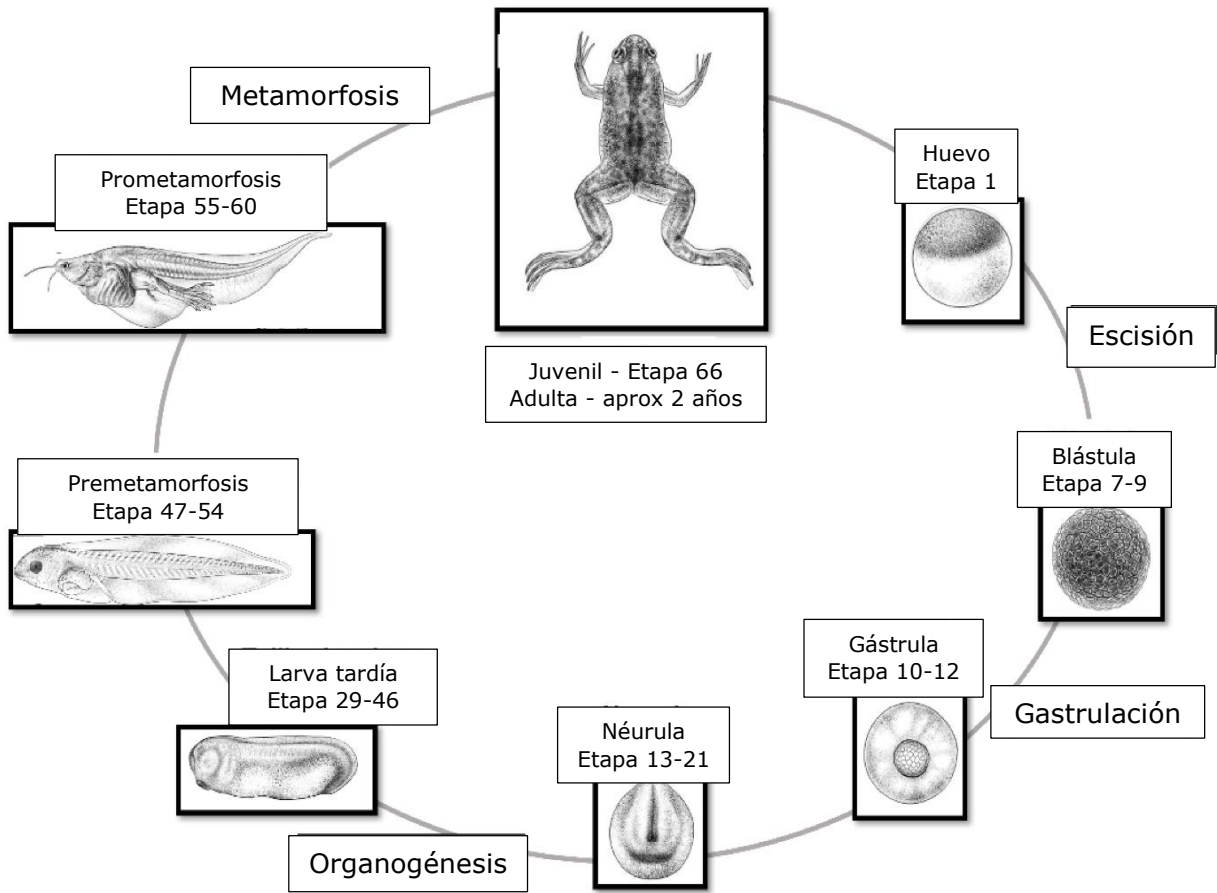 Metamorfosis
Prometamorfosis
Etapa 55-60
Huevo
Etapa 1
Escisión
Juvenil - Etapa 66
Adulta - aprox 2 años
Blástula
Etapa 7-9
Premetamorfosis
Etapa 47-54
Gástrula
Etapa 10-12
Larva tardía
Etapa 29-46
Gastrulación
Néurula
Etapa 13-21
Organogénesis